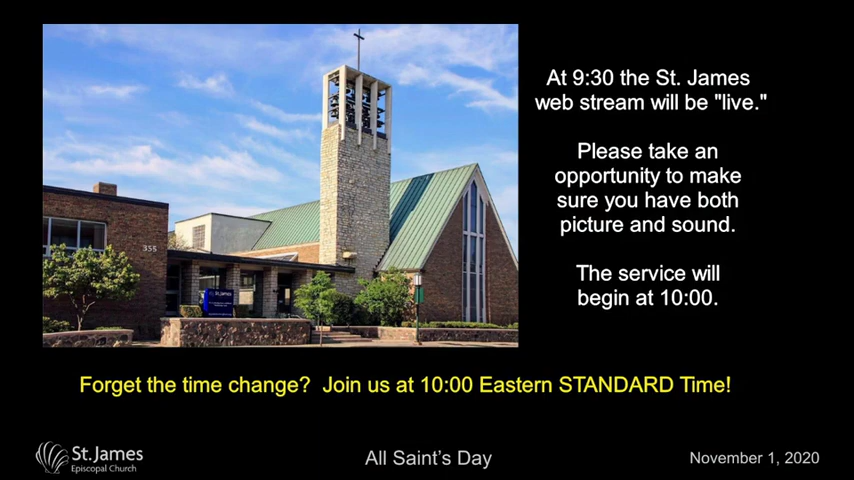 At 9:30 the St. James
web stream will be "live."
Please take an
opportunity to make
sure you have both
picture and sound.
The service will
begin at 10:00.
355
St. James
Forget the time change? Join us at 10:00 Eastern STANDARD Time!
St.James
Episcopal Church
All Saint's Day
November 1, 2020